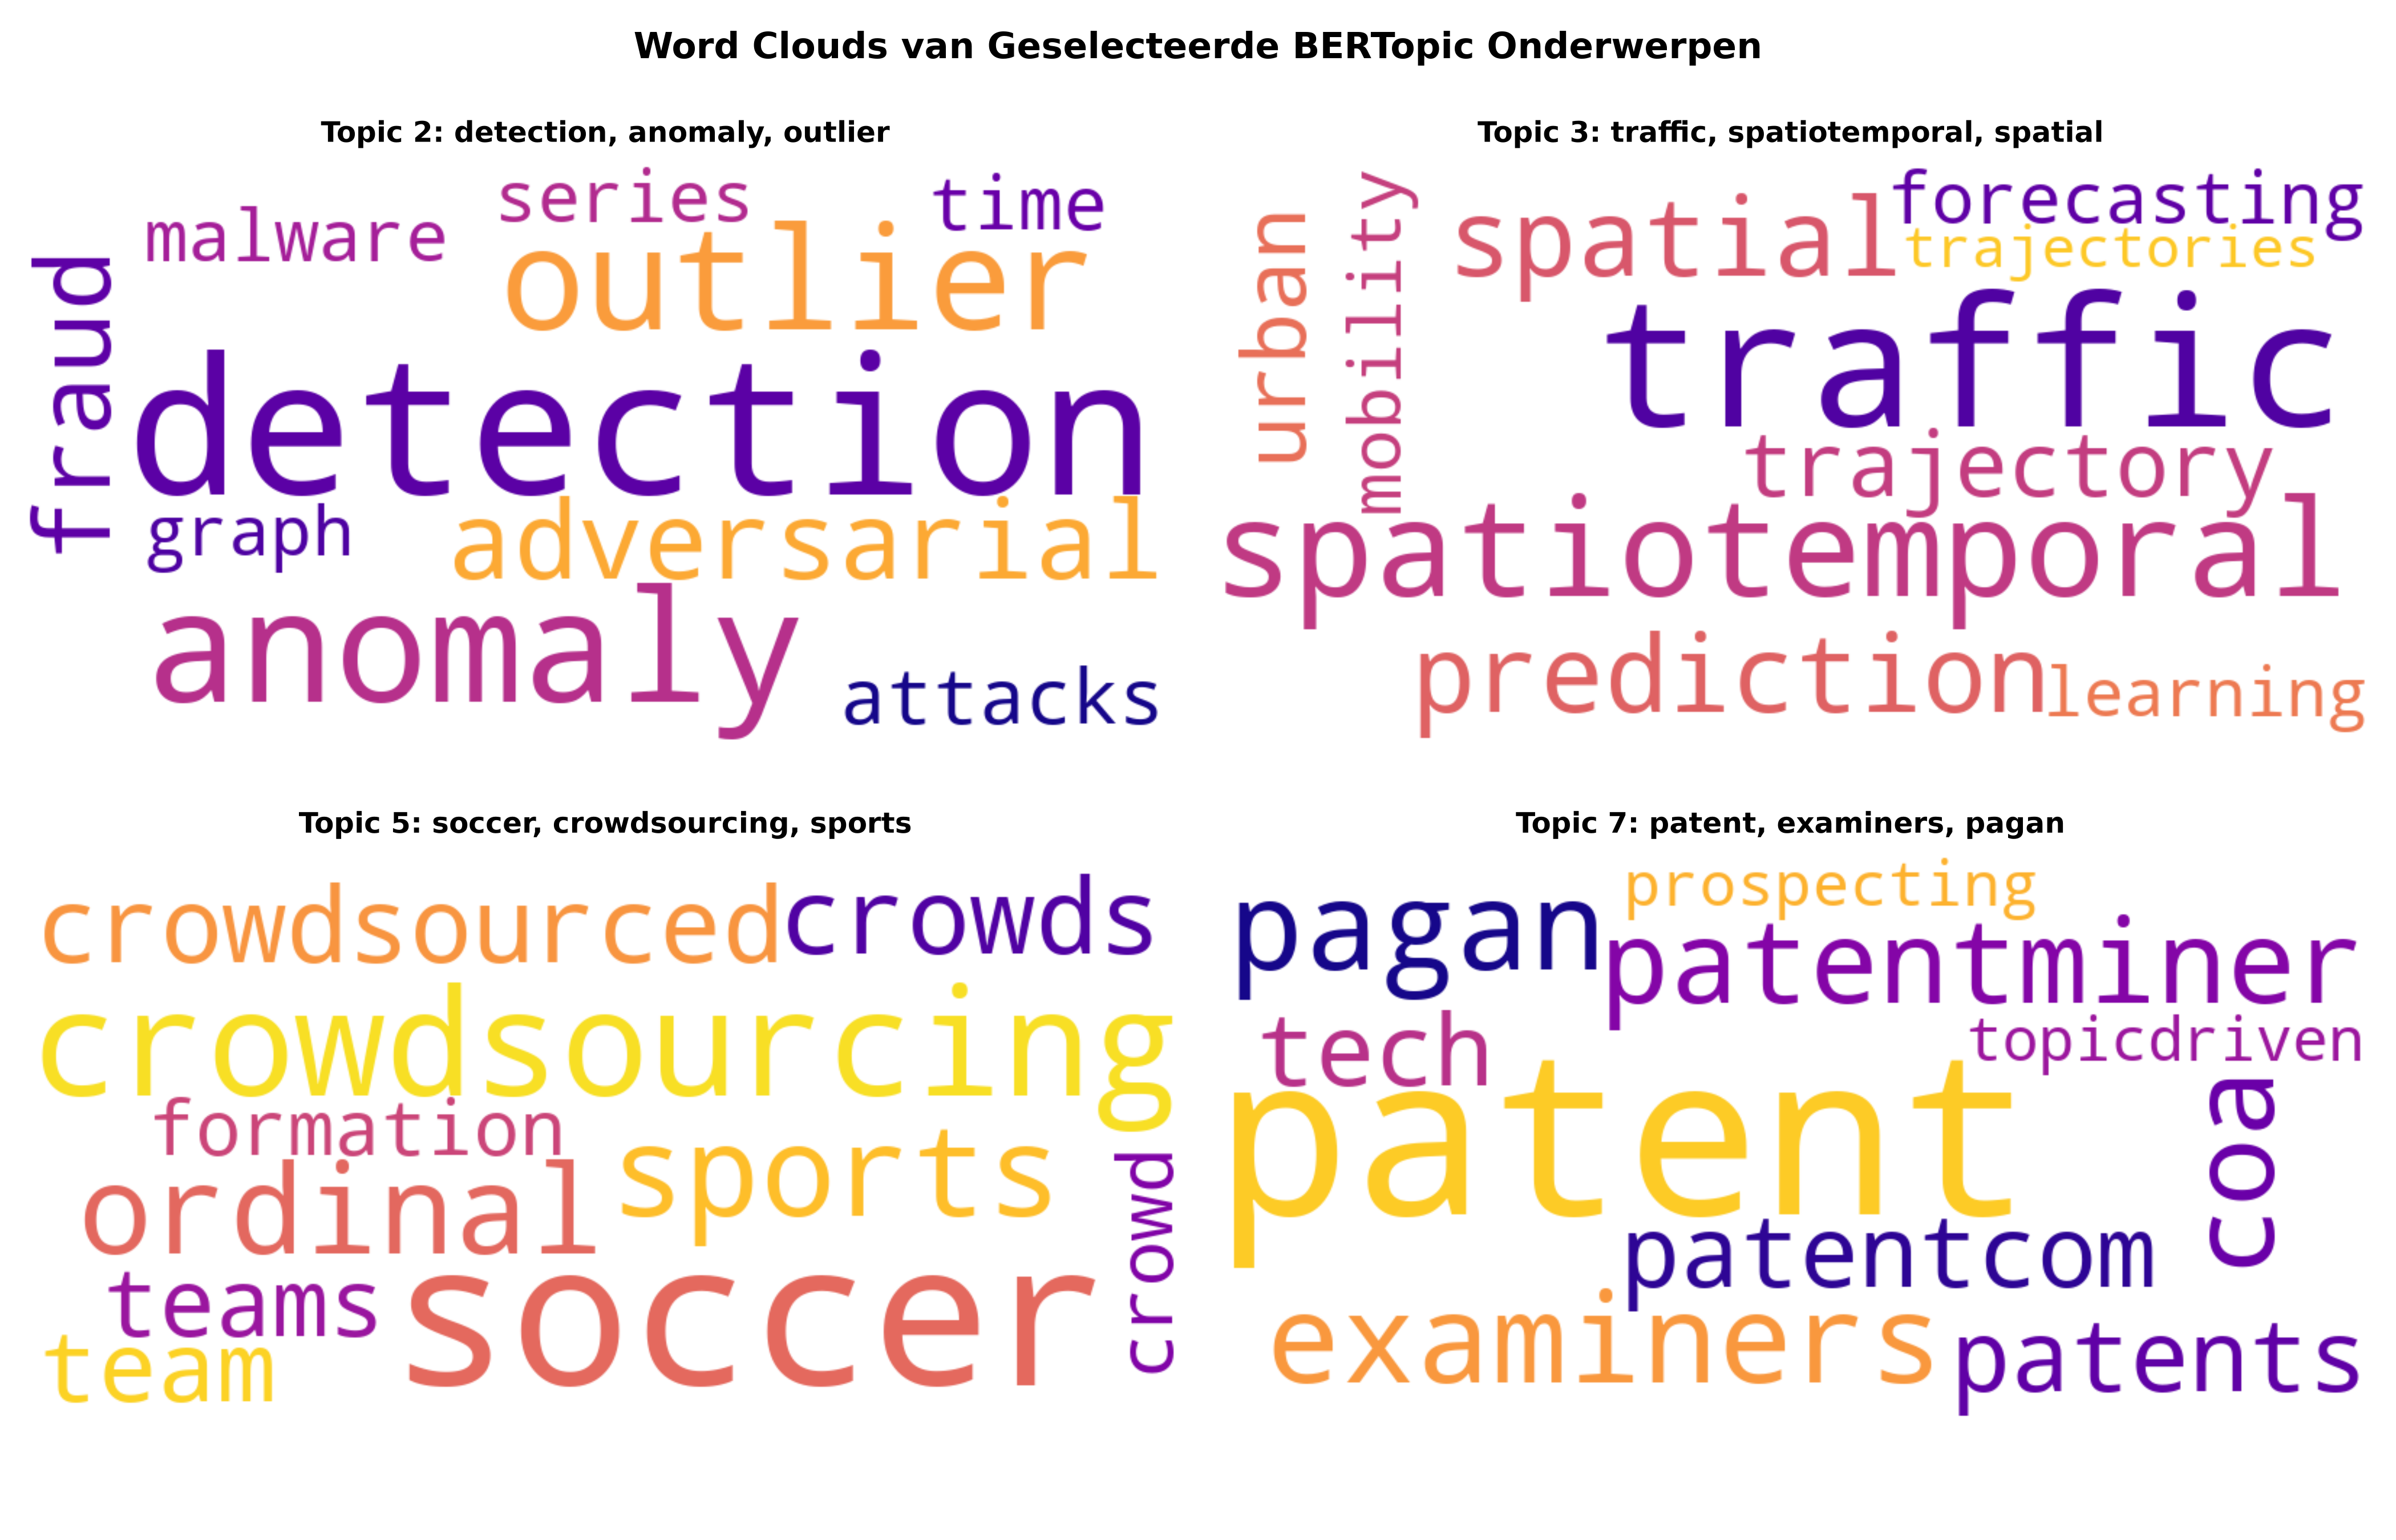 Word Clouds van Geselecteerde BERTopic Onderwerpen
Topic 2: detection, anomaly, outlier
series
time
malware
outlier
fraud
detection
graph
adversarial
anomaly
attacks
Topic 3: traffic, spatiotemporal, spatial
urban
mobility
spatial
forecasting
trajectories
traffic
trajectory
spatiotemporal
prediction
learning
Topic 5: soccer, crowdsourcing, sports
crowdsourced
crowds
crowdsourcing
formation
sports
ordinal
crowd
teams
soccer
team
Topic 7: patent, examiners, pagan
prospecting
pagan
patentminer
tech
topicdriven
patent
coa
patentcom
examiners
patents